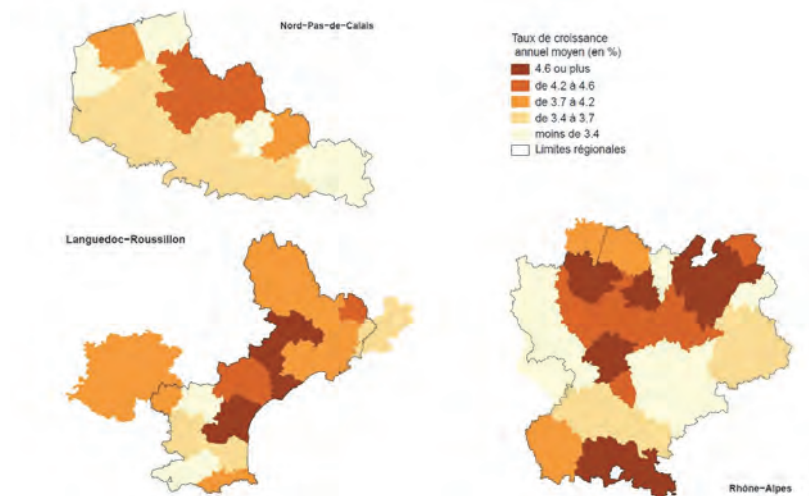 Nord-Pas-de-Calais
Taux de croissance
annuel moyen (en %)
4.6 ou plus
de 4.2 à 4.6
de 3.7 à 4.2
de 3.4 à 3.7
moins de 3.4
Limites régionales
Languedoc-Roussillon
Rhône-Alpes